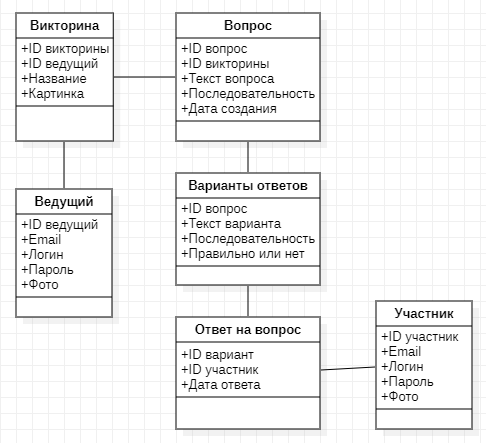 Викторина
+ID викторины
+ID ведущий
+Название
+Картинка
Вопрос
+ID вопрос
+ID викторины
+Текст вопроса
+Последовательность
+Дата создания
Ведущий
+ID ведущий
+Email
+Логин
+Пароль
+Фото
Варианты ответов
+ID вопрос
+Текст варианта
+Последовательность
+Правильно или нет
Ответ на вопрос
+ID вариант
+ID участник
+Дата ответа
Участник
+ID участник
+Email
+Логин
+Пароль
+Фото